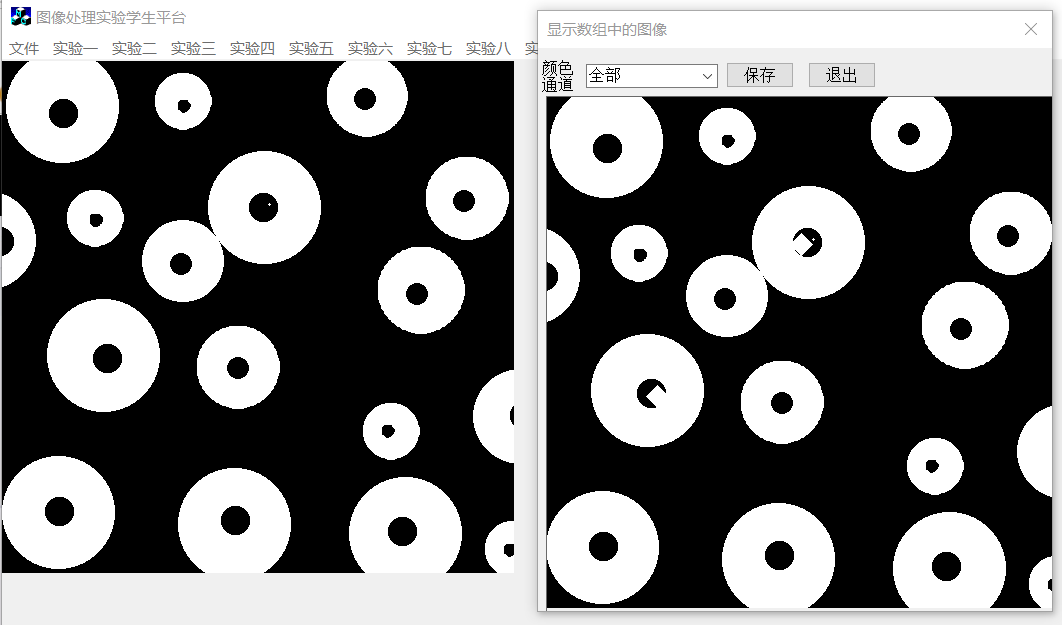 图像处理实验学生平台
文件 实验一 实验二 实验三 实验四 实验五 实验六 实验七 实验八 实
显示数组中的图像
颜色
通道
全部
保存
退出